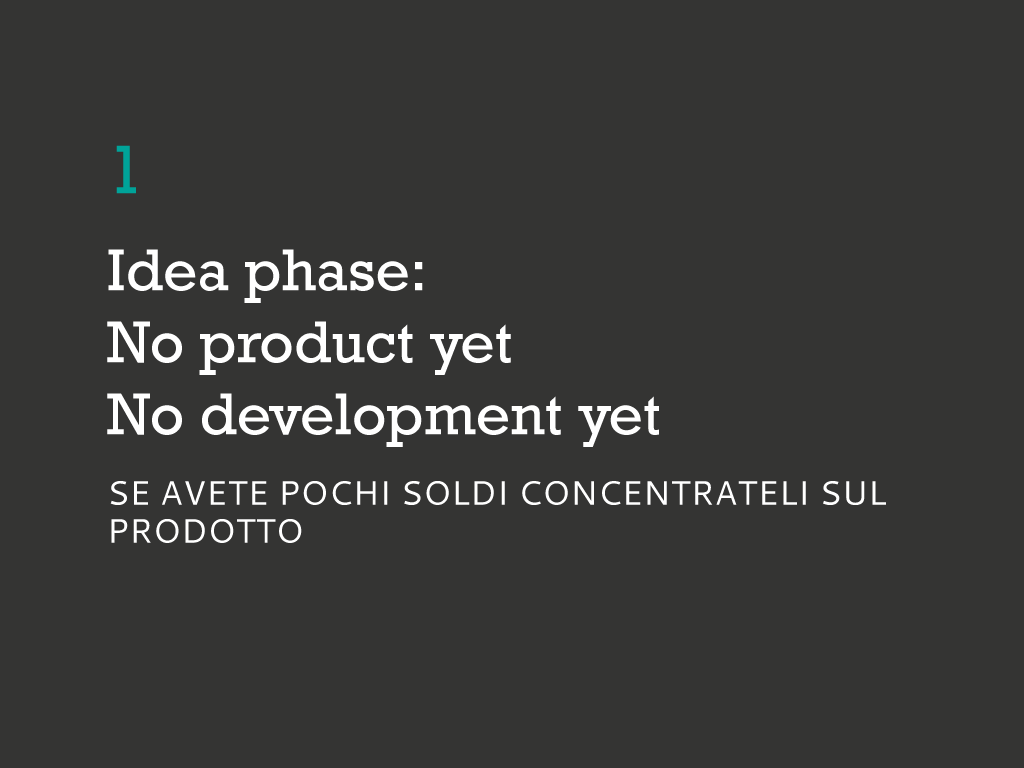 1
Idea phase:
No product yet
No development yet
SE AVETE POCHI SOLDI CONCENTRATELI SUL
PRODOTTO